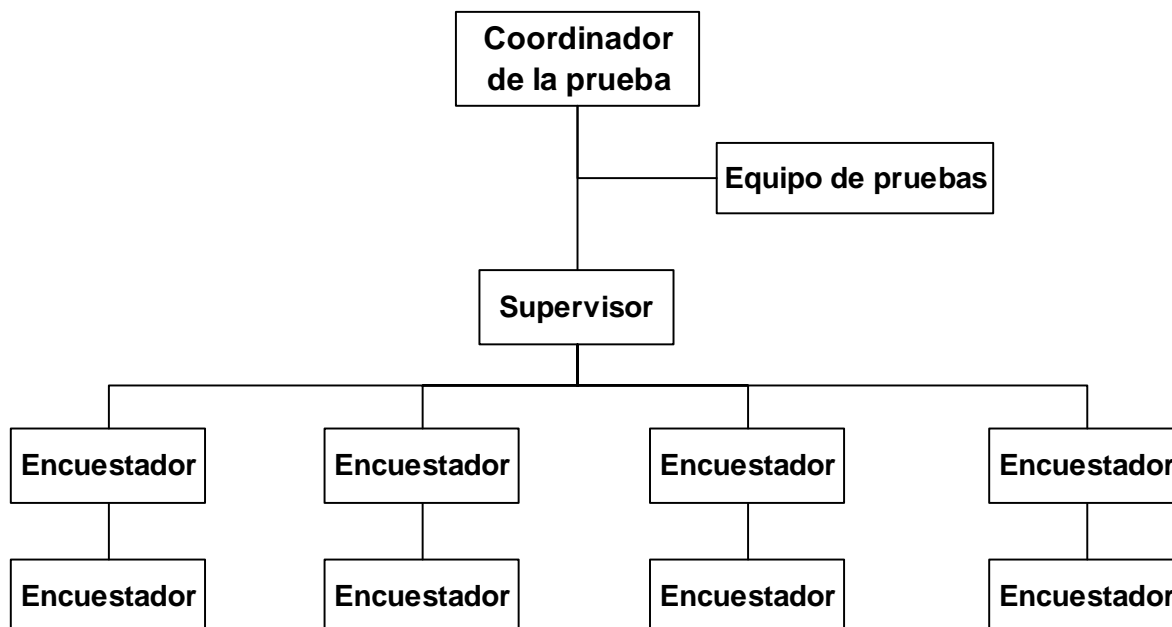 Coordinador
de la prueba
Equipo de pruebas
Supervisor
Encuestador
Encuestador
Encuestador
Encuestador
Encuestador
Encuestador
Encuestador
Encuestador